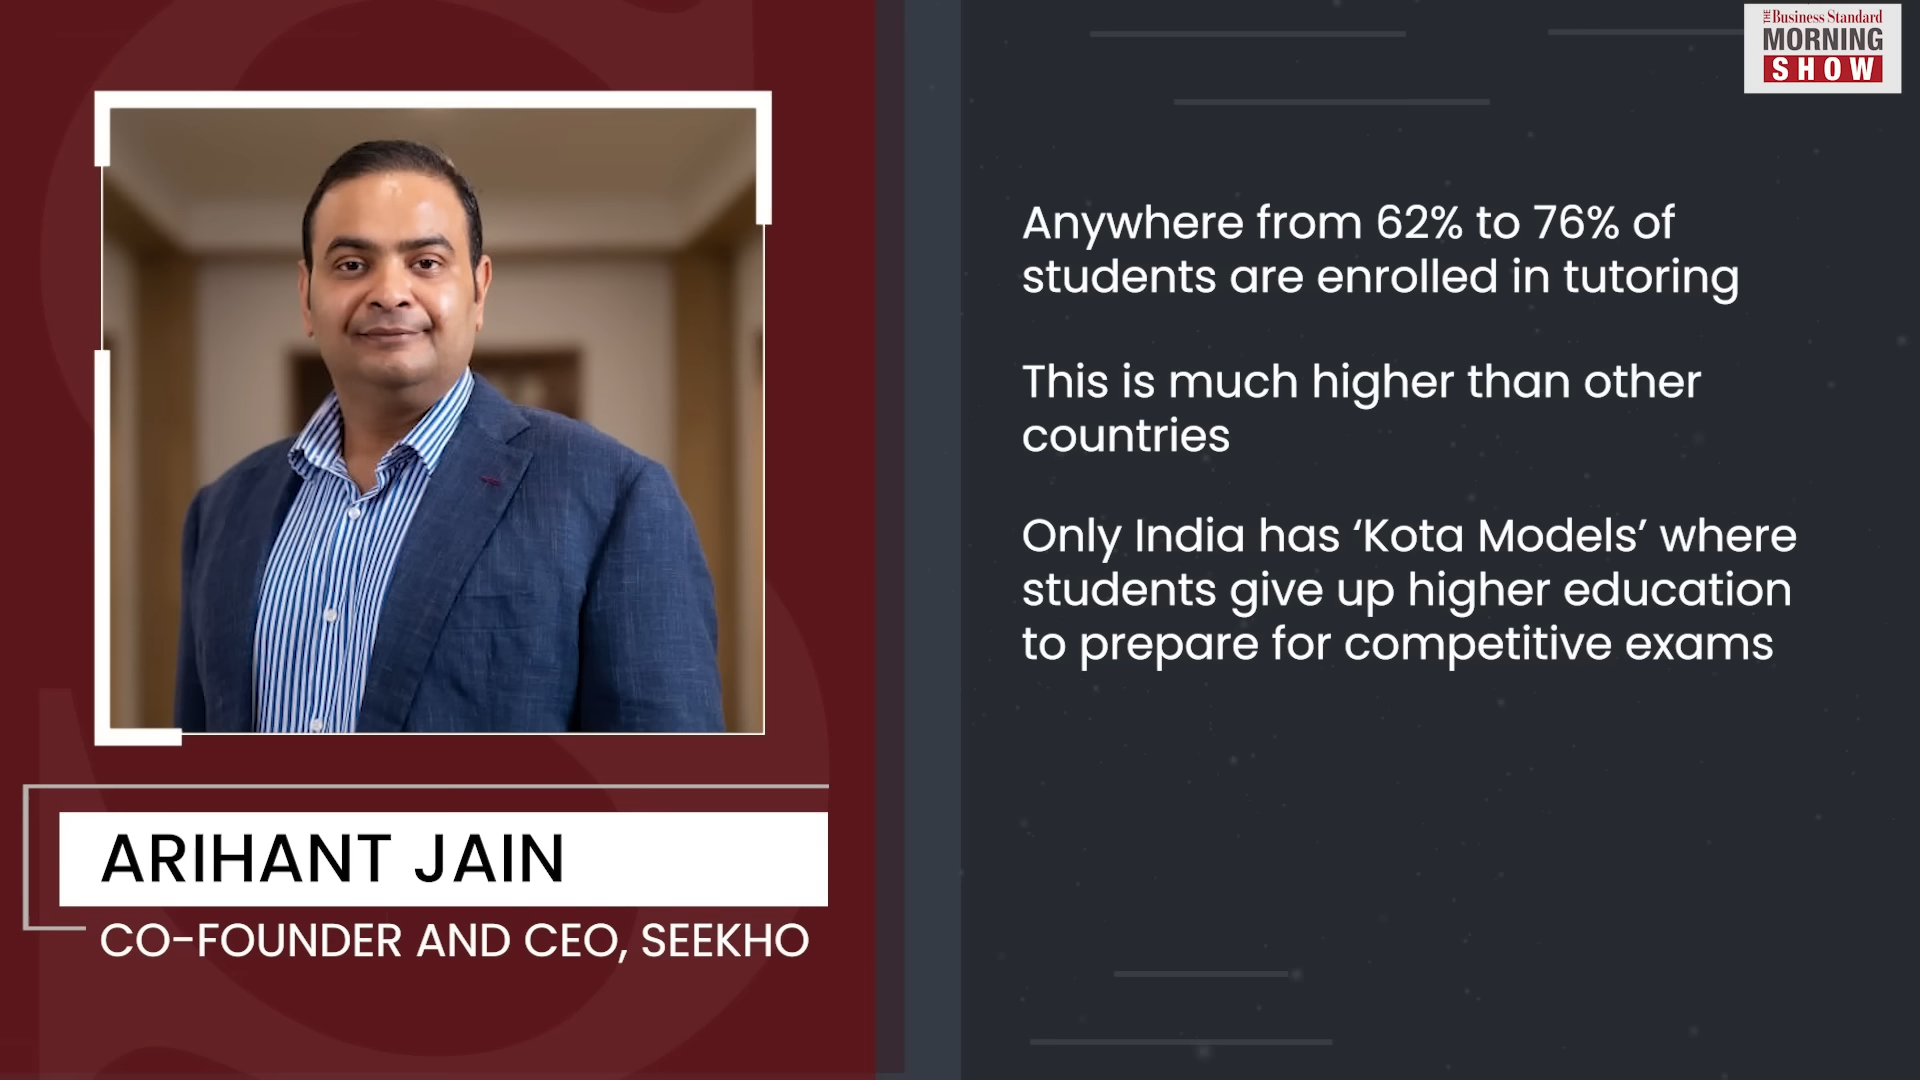 THE Business Standard
MORNING
SHOW
Anywhere from 62% to 76% of
students are enrolled in tutoring
This is much higher than other
countries
Only India has ‘Kota Models’ where
students give up higher education
to prepare for competitive exams
ARIHANT JAIN
CO-FOUNDER AND CEO, SEEKHO